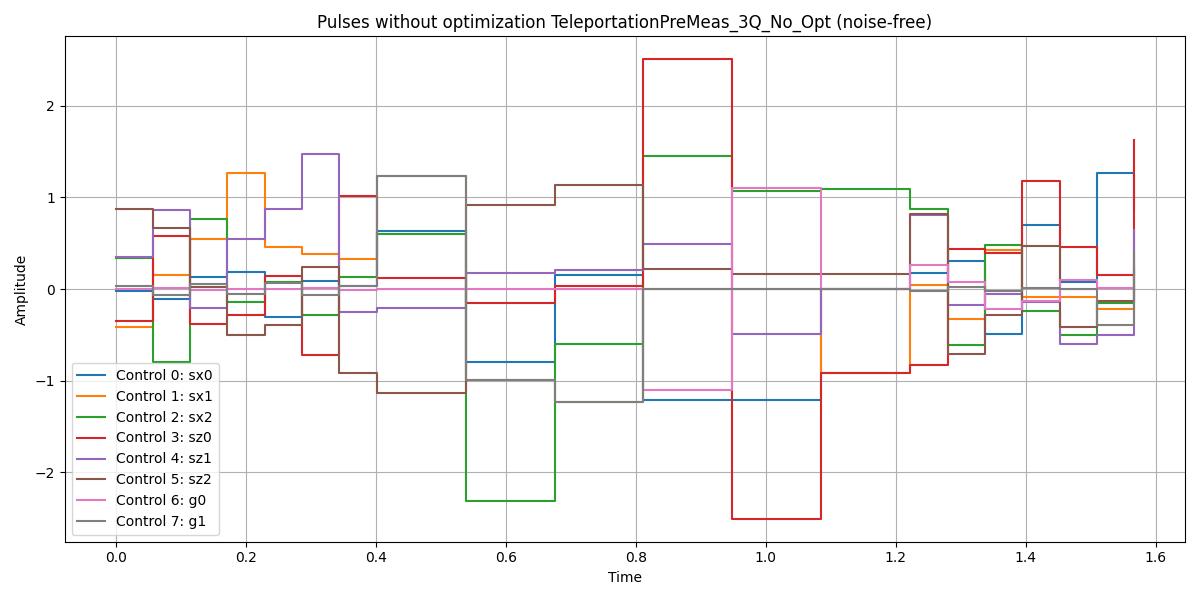 Pulses without optimization TeleportationPreMeas_3Q_No_Opt (noise-free)
Amplitude
2
1
0
−1
−2
Control 0: sx0
Control 1: sx1
Control 2: sx2
Control 3: sz0
Control 4: sz1
Control 5: sz2
Control 6: g0
Control 7: g1
0.0 0.2 0.4 0.6 0.8 1.0 1.2 1.4 1.6
Time